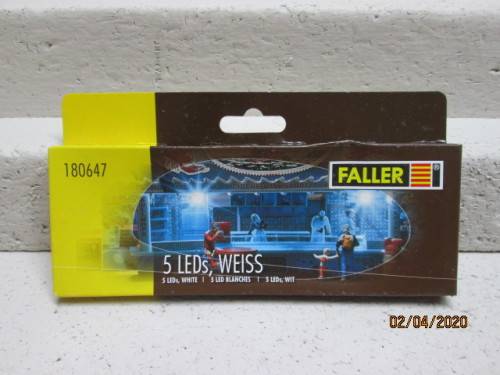 180647
FALLER
®
5 LEDs, WEISS
5 LEDs, WHITE | 5 LED BLANCHES | 5 LEDs, WIT
02/04/2020